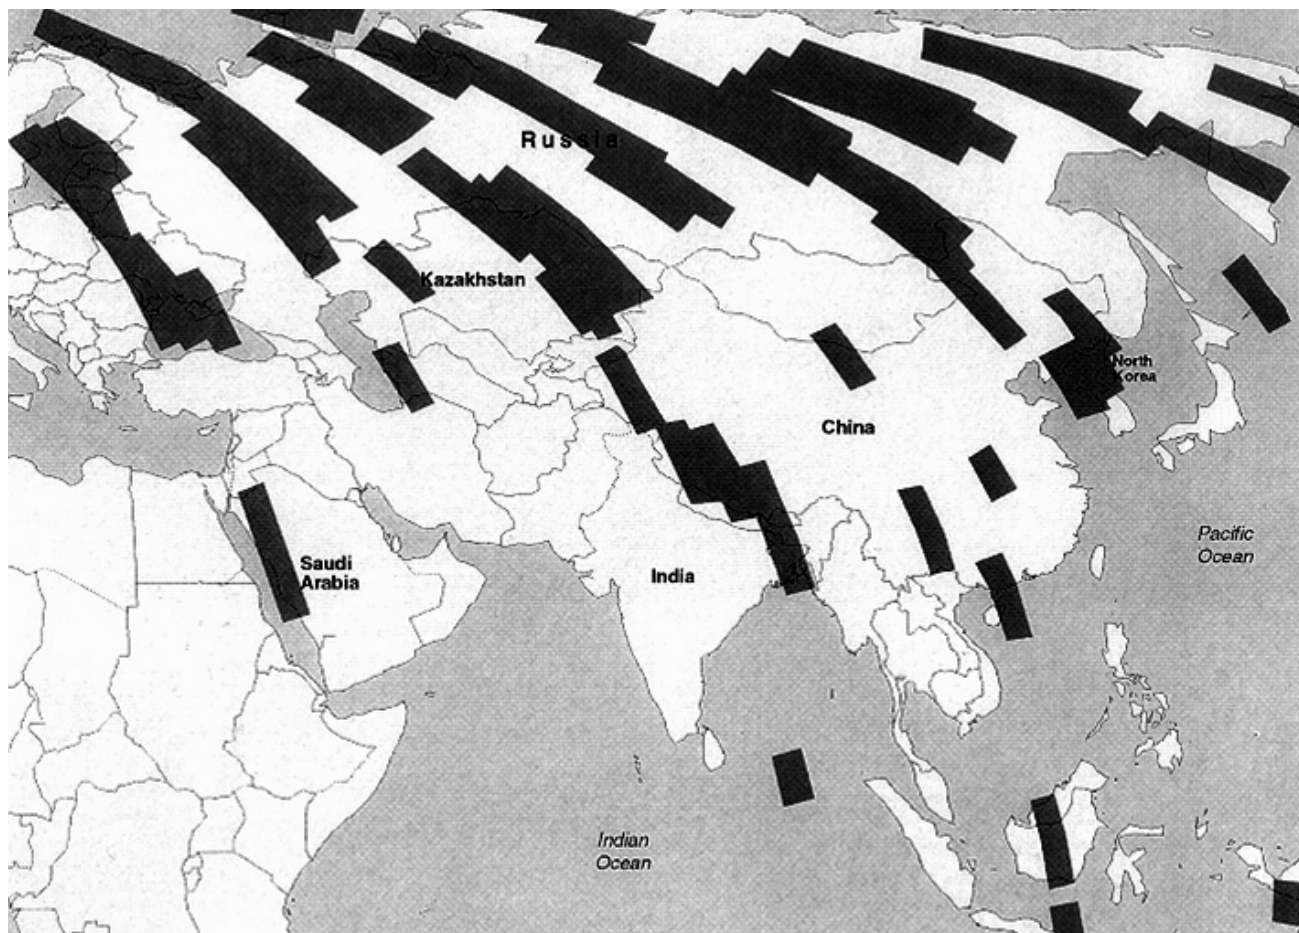 Russia
Kazakhstan
North
Korea
China
Saudi
Arabia
India
Pacific
Ocean
Indian
Ocean